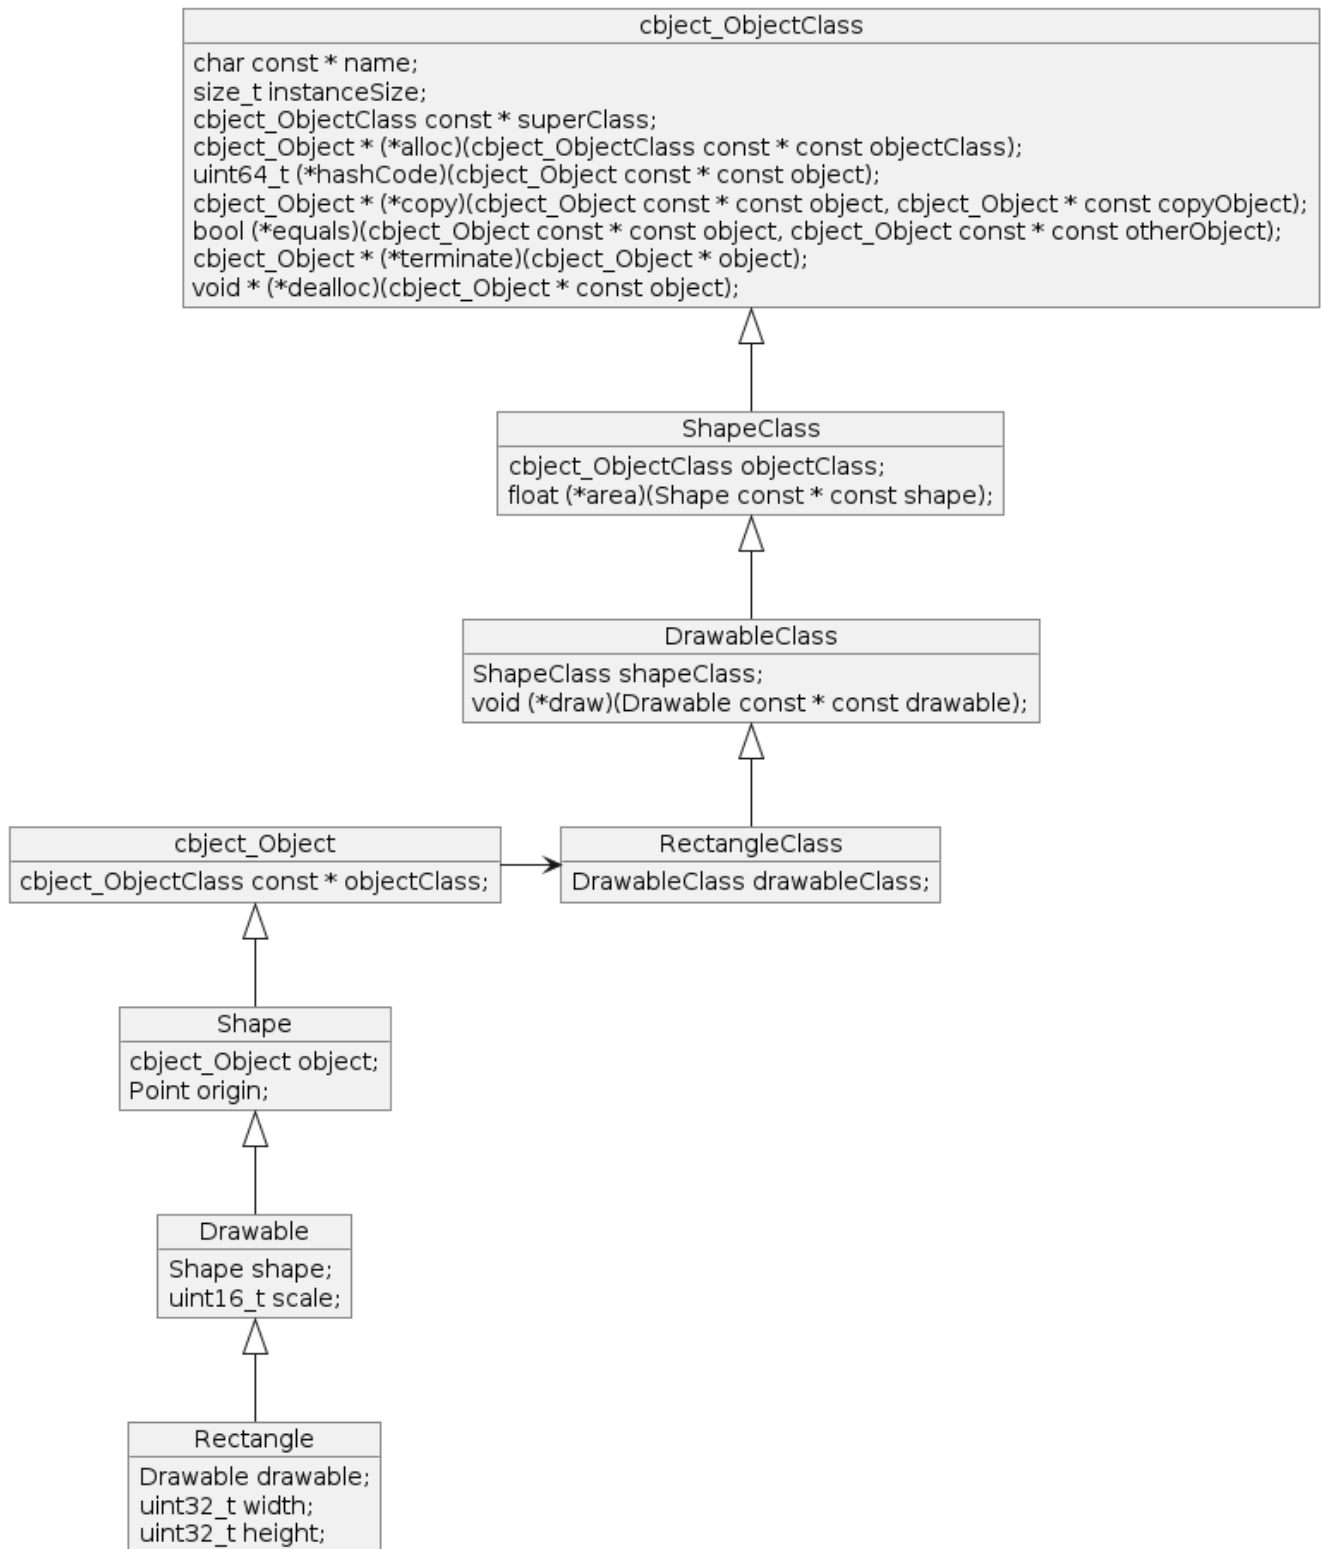 cbject_ObjectClass
char const * name;
size_t instanceSize;
cbject_ObjectClass const * superClass;
cbject_Object * (*alloc)(cbject_ObjectClass const * const objectClass);
uint64_t (*hashCode)(cbject_Object const * const object);
cbject_Object * (*copy)(cbject_Object const * const object, cbject_Object * const copyObject);
bool (*equals)(cbject_Object const * const object, cbject_Object const * const otherObject);
cbject_Object * (*terminate)(cbject_Object * object);
void * (*dealloc)(cbject_Object * const object);
ShapeClass
cbject_ObjectClass objectClass;
float (*area)(Shape const * const shape);
DrawableClass
ShapeClass shapeClass;
void (*draw)(Drawable const * const drawable);
cbject_Object
cbject_ObjectClass const * objectClass;
RectangleClass
DrawableClass drawableClass;
Shape
cbject_Object object;
Point origin;
Drawable
Shape shape;
uint16_t scale;
Rectangle
Drawable drawable;
uint32_t width;
uint32_t height;